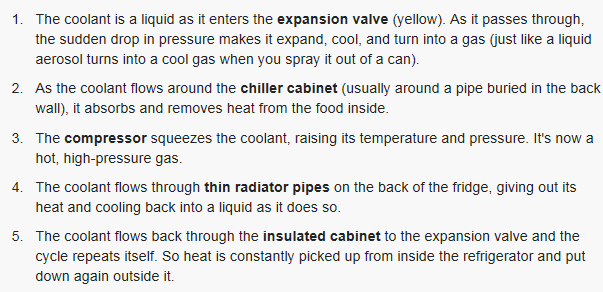 1. The coolant is a liquid as it enters the expansion valve (yellow). As it passes through,
the sudden drop in pressure makes it expand, cool, and turn into a gas (just like a liquid
aerosol turns into a cool gas when you spray it out of a can).
2. As the coolant flows around the chiller cabinet (usually around a pipe buried in the back
wall), it absorbs and removes heat from the food inside.
3. The compressor squeezes the coolant, raising its temperature and pressure. It's now a
hot, high-pressure gas.
4. The coolant flows through thin radiator pipes on the back of the fridge, giving out its
heat and cooling back into a liquid as it does so.
5. The coolant flows back through the insulated cabinet to the expansion valve and the
cycle repeats itself. So heat is constantly picked up from inside the refrigerator and put
down again outside it.